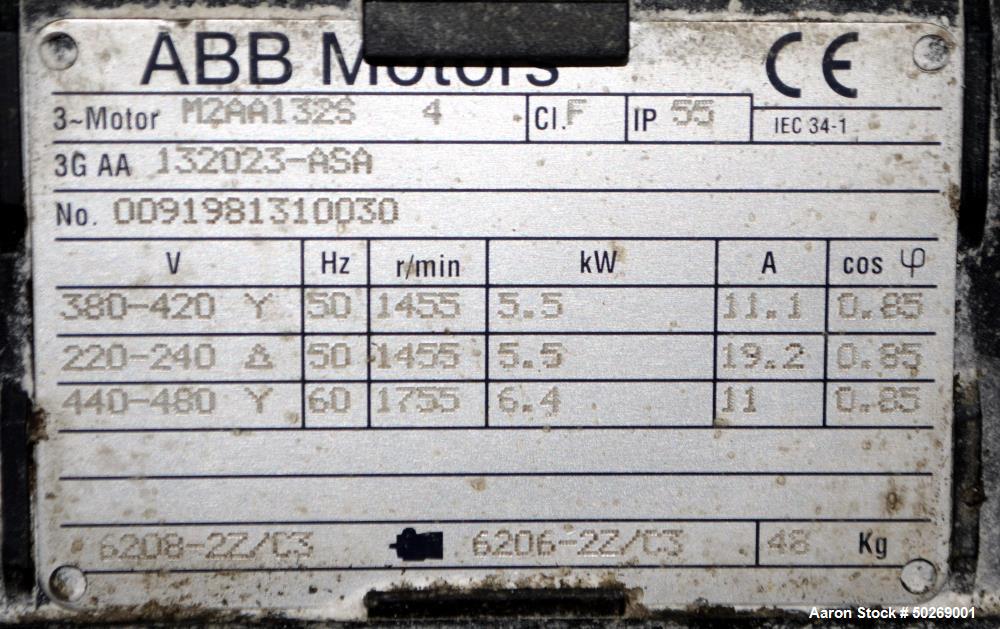 ABB Motors CE
3~Motor M2AA132S 4 Cl.F IP 55 IEC 34-1
3G AA 132023-ASA
No. 0091981310030
V Hz r/min kW A cos φ
380-420 Y 50 1455 5.5 11.1 0.85
220-240 Δ 50 1455 5.5 19.2 0.85
440-480 Y 60 1755 6.4 11 0.85
6208-2Z/C3 6206-2Z/C3 48 Kg
Aaron Stock # 50269001